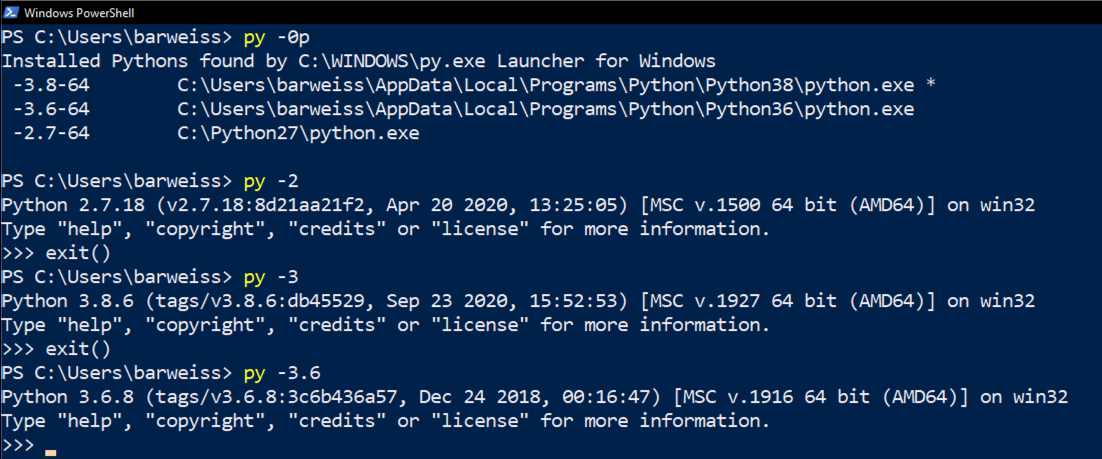 Windows PowerShell
PS C:\Users\barweiss> py -0p
Installed Pythons found by C:\WINDOWS\py.exe Launcher for Windows
 -3.8-64        C:\Users\barweiss\AppData\Local\Programs\Python\Python38\python.exe *
 -3.6-64        C:\Users\barweiss\AppData\Local\Programs\Python\Python36\python.exe
 -2.7-64        C:\Python27\python.exe
PS C:\Users\barweiss> py -2
Python 2.7.18 (v2.7.18:8d21aa21f2, Apr 20 2020, 13:25:05) [MSC v.1500 64 bit (AMD64)] on win32
Type "help", "copyright", "credits" or "license" for more information.
>>> exit()
PS C:\Users\barweiss> py -3
Python 3.8.6 (tags/v3.8.6:db45529, Sep 23 2020, 15:52:53) [MSC v.1927 64 bit (AMD64)] on win32
Type "help", "copyright", "credits" or "license" for more information.
>>> exit()
PS C:\Users\barweiss> py -3.6
Python 3.6.8 (tags/v3.6.8:3c6b436a57, Dec 24 2018, 00:16:47) [MSC v.1916 64 bit (AMD64)] on win32
Type "help", "copyright", "credits" or "license" for more information.
>>>